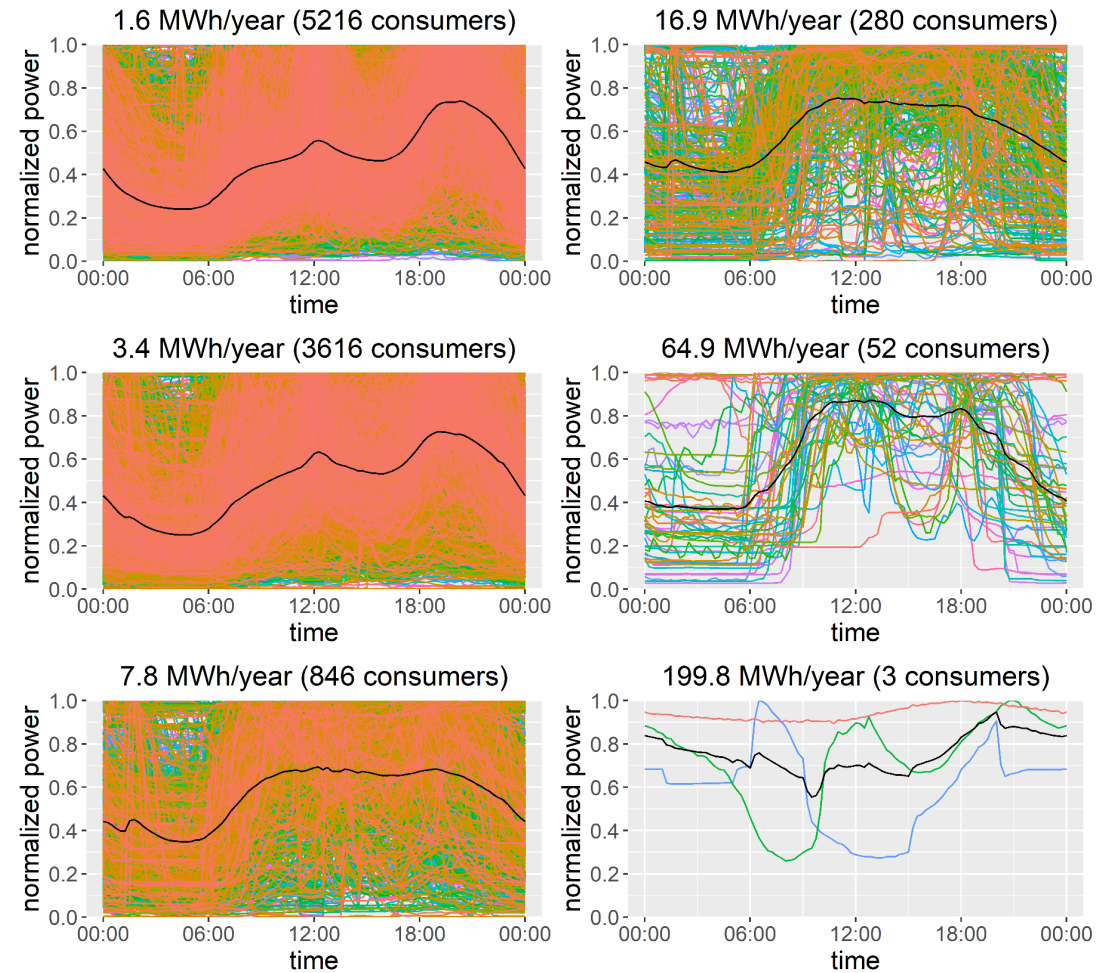 1.6 MWh/year (5216 consumers)
normalized power
1.0
0.8
0.6
0.4
0.2
0.0
00:00 06:00 12:00 18:00 00:00
time
16.9 MWh/year (280 consumers)
normalized power
1.0
0.8
0.6
0.4
0.2
0.0
00:00 06:00 12:00 18:00 00:00
time
3.4 MWh/year (3616 consumers)
normalized power
1.0
0.8
0.6
0.4
0.2
0.0
00:00 06:00 12:00 18:00 00:00
time
64.9 MWh/year (52 consumers)
normalized power
1.0
0.8
0.6
0.4
0.2
0.0
00:00 06:00 12:00 18:00 00:00
time
7.8 MWh/year (846 consumers)
normalized power
1.0
0.8
0.6
0.4
0.2
0.0
00:00 06:00 12:00 18:00 00:00
time
199.8 MWh/year (3 consumers)
normalized power
1.0
0.8
0.6
0.4
0.2
0.0
00:00 06:00 12:00 18:00 00:00
time